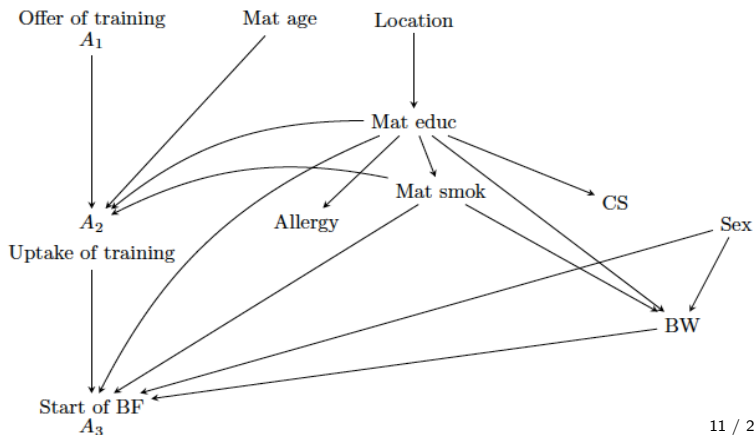 Offer of training
A1
Mat age
Location
Mat educ
Mat smok
CS
A2
Uptake of training
Allergy
Sex
BW
Start of BF
A3
11 / 2